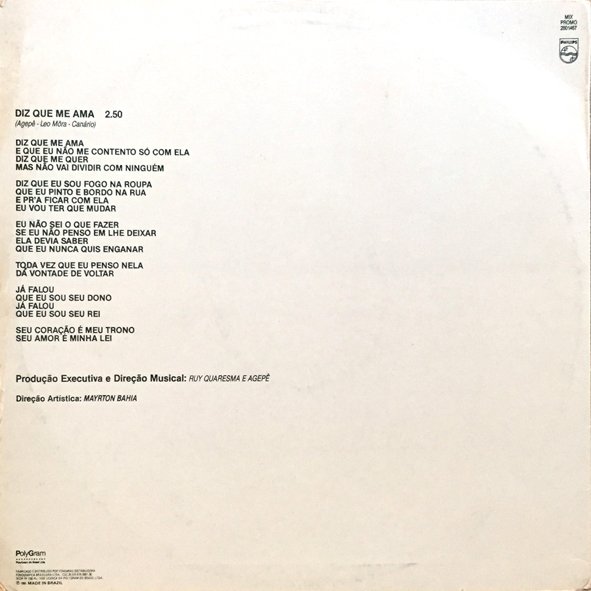 MIX
PROMO
2801457
PHILIPS
DIZ QUE ME AMA 2.50
(Agepê - Leo Môra - Canário)
DIZ QUE ME AMA
E QUE EU NÃO ME CONTENTO SÓ COM ELA
DIZ QUE ME QUER
MAS NÃO VAI DIVIDIR COM NINGUÉM
DIZ QUE EU SOU FOGO NA ROUPA
QUE EU PINTO E BORDO NA RUA
E PR'A FICAR COM ELA
EU VOU TER QUE MUDAR
EU NÃO SEI O QUE FAZER
SE EU NÃO PENSO EM LHE DEIXAR
ELA DEVIA SABER
QUE EU NUNCA QUIS ENGANAR
TODA VEZ QUE EU PENSO NELA
DÁ VONTADE DE VOLTAR
JÁ FALOU
QUE EU SOU SEU DONO
JÁ FALOU
QUE EU SOU SEU REI
SEU CORAÇÃO É MEU TRONO
SEU AMOR É MINHA LEI
Produção Executiva e Direção Musical: RUY QUARESMA E AGEPÊ
Direção Artística: MAYRTON BAHIA
PolyGram
MADE IN BRAZIL